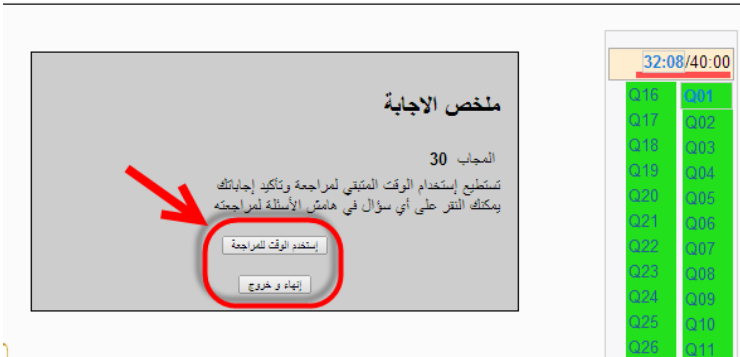 ملخص الاجابة
المجاب 30
تستطيع إستخدام الوقت المتبقي لمراجعة وتأكيد إجاباتك
يمكنك النقر على أي سؤال في هامش الأسئلة لمراجعته
إستخدم الوقت للمراجعة
إنهاء و خروج
32:08/40:00
Q16 Q01
Q17 Q02
Q18 Q03
Q19 Q04
Q20 Q05
Q21 Q06
Q22 Q07
Q23 Q08
Q24 Q09
Q25 Q10
Q26 Q11